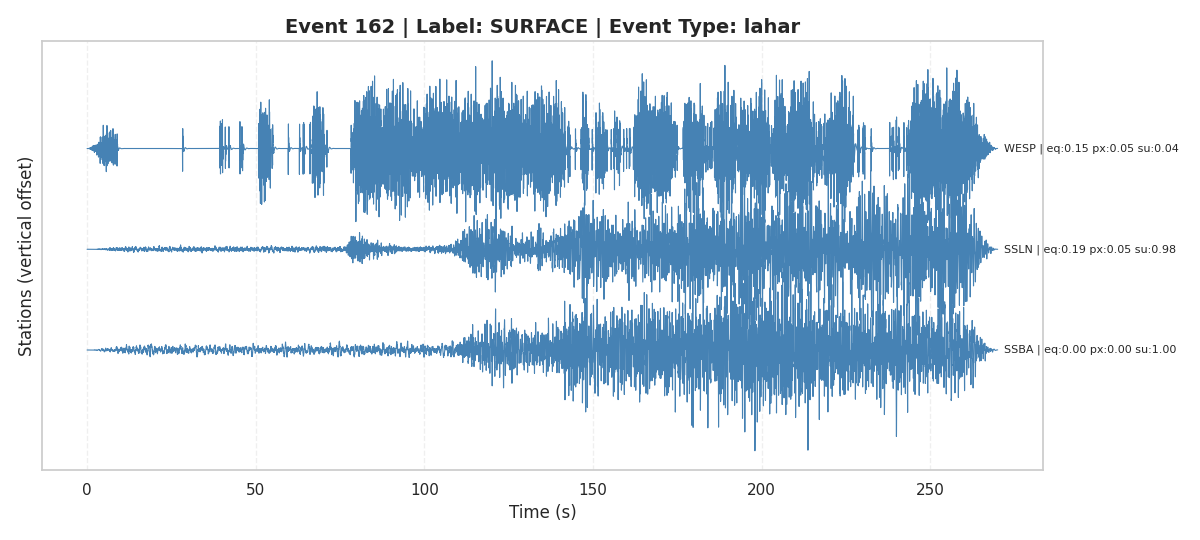 Event 162 | Label: SURFACE | Event Type: lahar
Stations (vertical offset)
WESP | eq:0.15 px:0.05 su:0.04
SSLN | eq:0.19 px:0.05 su:0.98
SSBA | eq:0.00 px:0.00 su:1.00
0 50 100 150 200 250
Time (s)